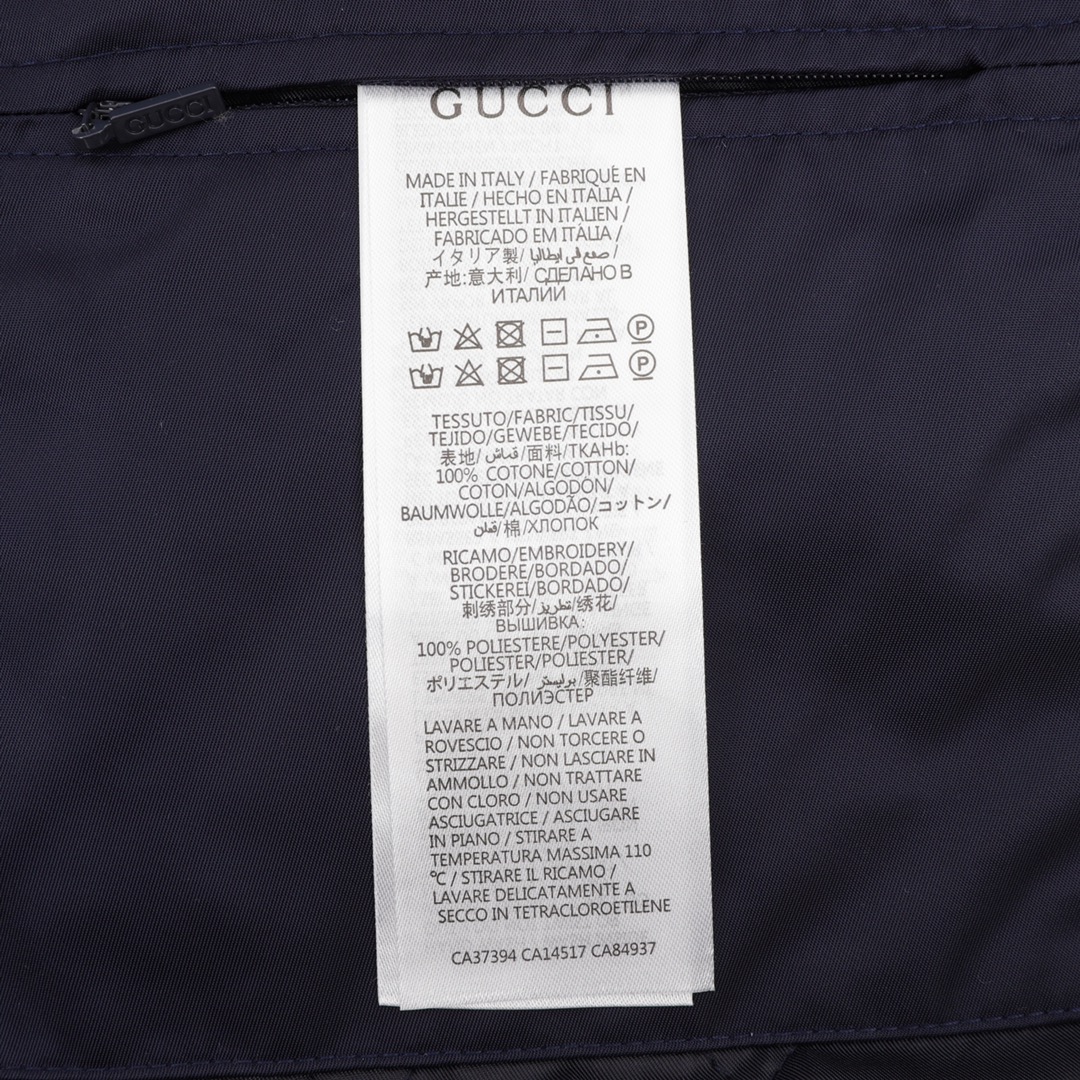 GUCCI
GUCCI
MADE IN ITALY / FABRIQUÉ EN
ITALIE / HECHO EN ITALIA /
HERGESTELLT IN ITALIEN /
FABRICADO EM ITÁLIA /
イタリア製/ صنع في ايطاليا /
产地:意大利/ СДЕЛАНО В
ИТАЛИИ
P
P
TESSUTO/FABRIC/TISSU/
TEJIDO/GEWEBE/TECIDO/
表地/ قماش /面料/TKAHb:
100% COTONE/COTTON/
COTON/ALGODÓN/
BAUMWOLLE/ALGODÃO/コットン/
قطن/棉/ХЛОПОК
RICAMO/EMBROIDERY/
BRODERE/BORDADO/
STICKEREI/BORDADO/
刺绣部分/تطريز/绣花/
ВЫШИВКА:
100% POLIESTERE/POLYESTER/
POLIESTER/POLIESTER/
ポリエステル/ بوليستر /聚酯纤维/
ПОЛИЭСТЕР
LAVARE A MANO / LAVARE A
ROVESCIO / NON TORCERE O
STRIZZARE / NON LASCIARE IN
AMMOLLO / NON TRATTARE
CON CLORO / NON USARE
ASCIUGATRICE / ASCIUGARE
IN PIANO / STIRARE A
TEMPERATURA MASSIMA 110
℃ / STIRARE IL RICAMO /
LAVARE DELICATAMENTE A
SECCO IN TETRACLOROETILENE
CA37394 CA14517 CA84937